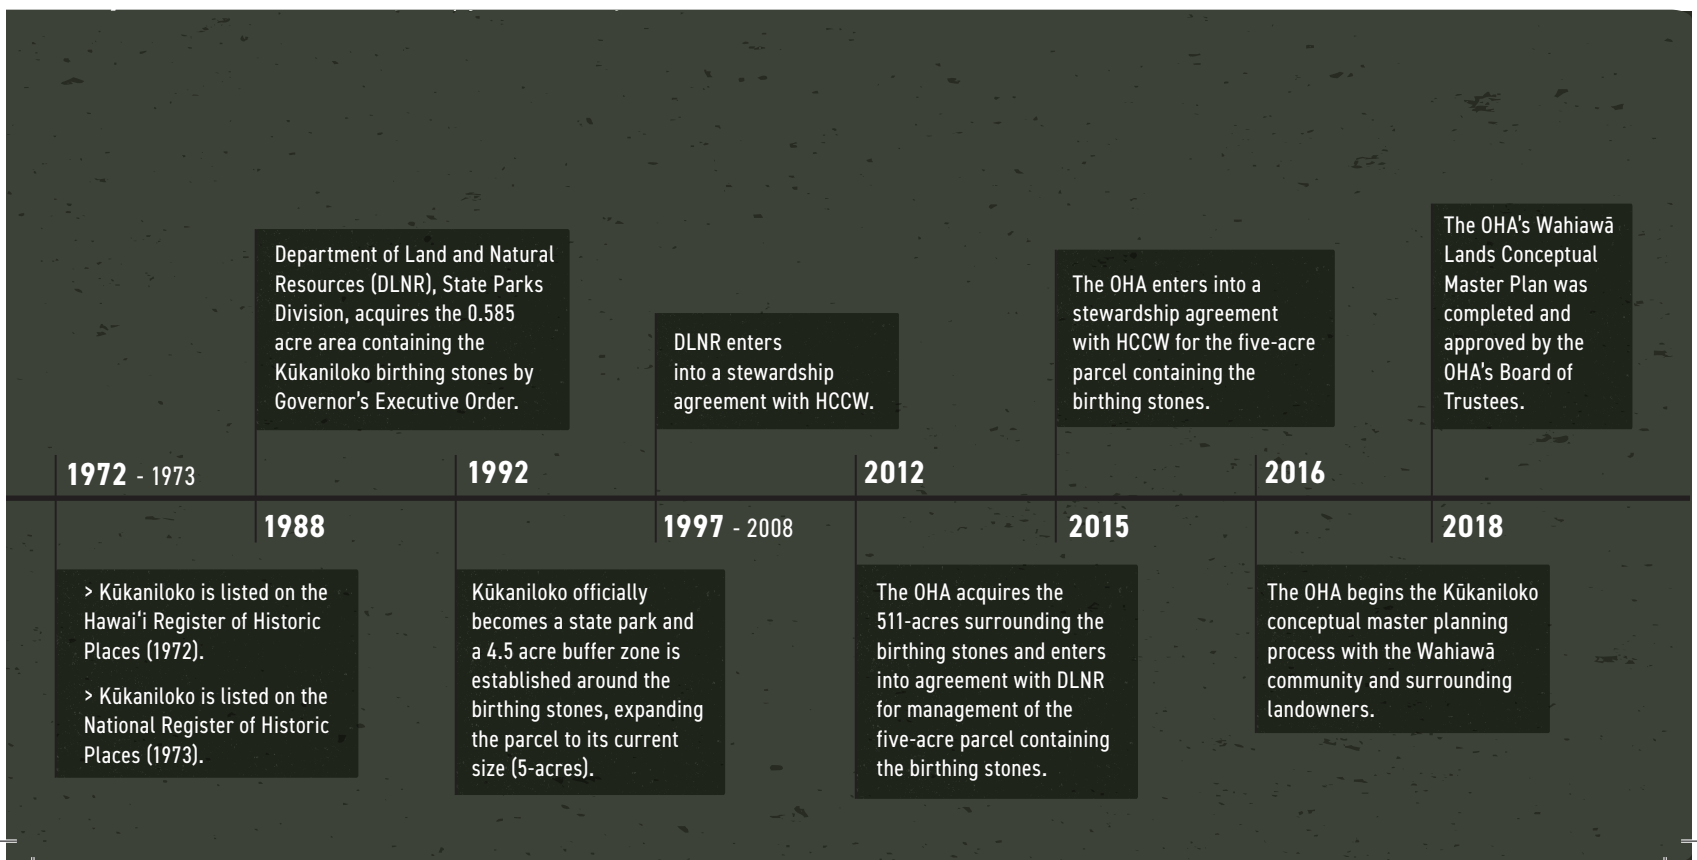 1972 - 1973
> Kūkaniloko is listed on the
Hawaiʻi Register of Historic
Places (1972).
> Kūkaniloko is listed on the
National Register of Historic
Places (1973).
Department of Land and Natural
Resources (DLNR), State Parks
Division, acquires the 0.585
acre area containing the
Kūkaniloko birthing stones by
Governor's Executive Order.
1988
1992
Kūkaniloko officially
becomes a state park and
a 4.5 acre buffer zone is
established around the
birthing stones, expanding
the parcel to its current
size (5-acres).
DLNR enters
into a stewardship
agreement with HCCW.
1997 - 2008
2012
The OHA acquires the
511-acres surrounding the
birthing stones and enters
into agreement with DLNR
for management of the
five-acre parcel containing
the birthing stones.
The OHA enters into a
stewardship agreement
with HCCW for the five-acre
parcel containing the
birthing stones.
2015
2016
The OHA begins the Kūkaniloko
conceptual master planning
process with the Wahiawā
community and surrounding
landowners.
The OHA's Wahiawā
Lands Conceptual
Master Plan was
completed and
approved by the
OHA's Board of
Trustees.
2018